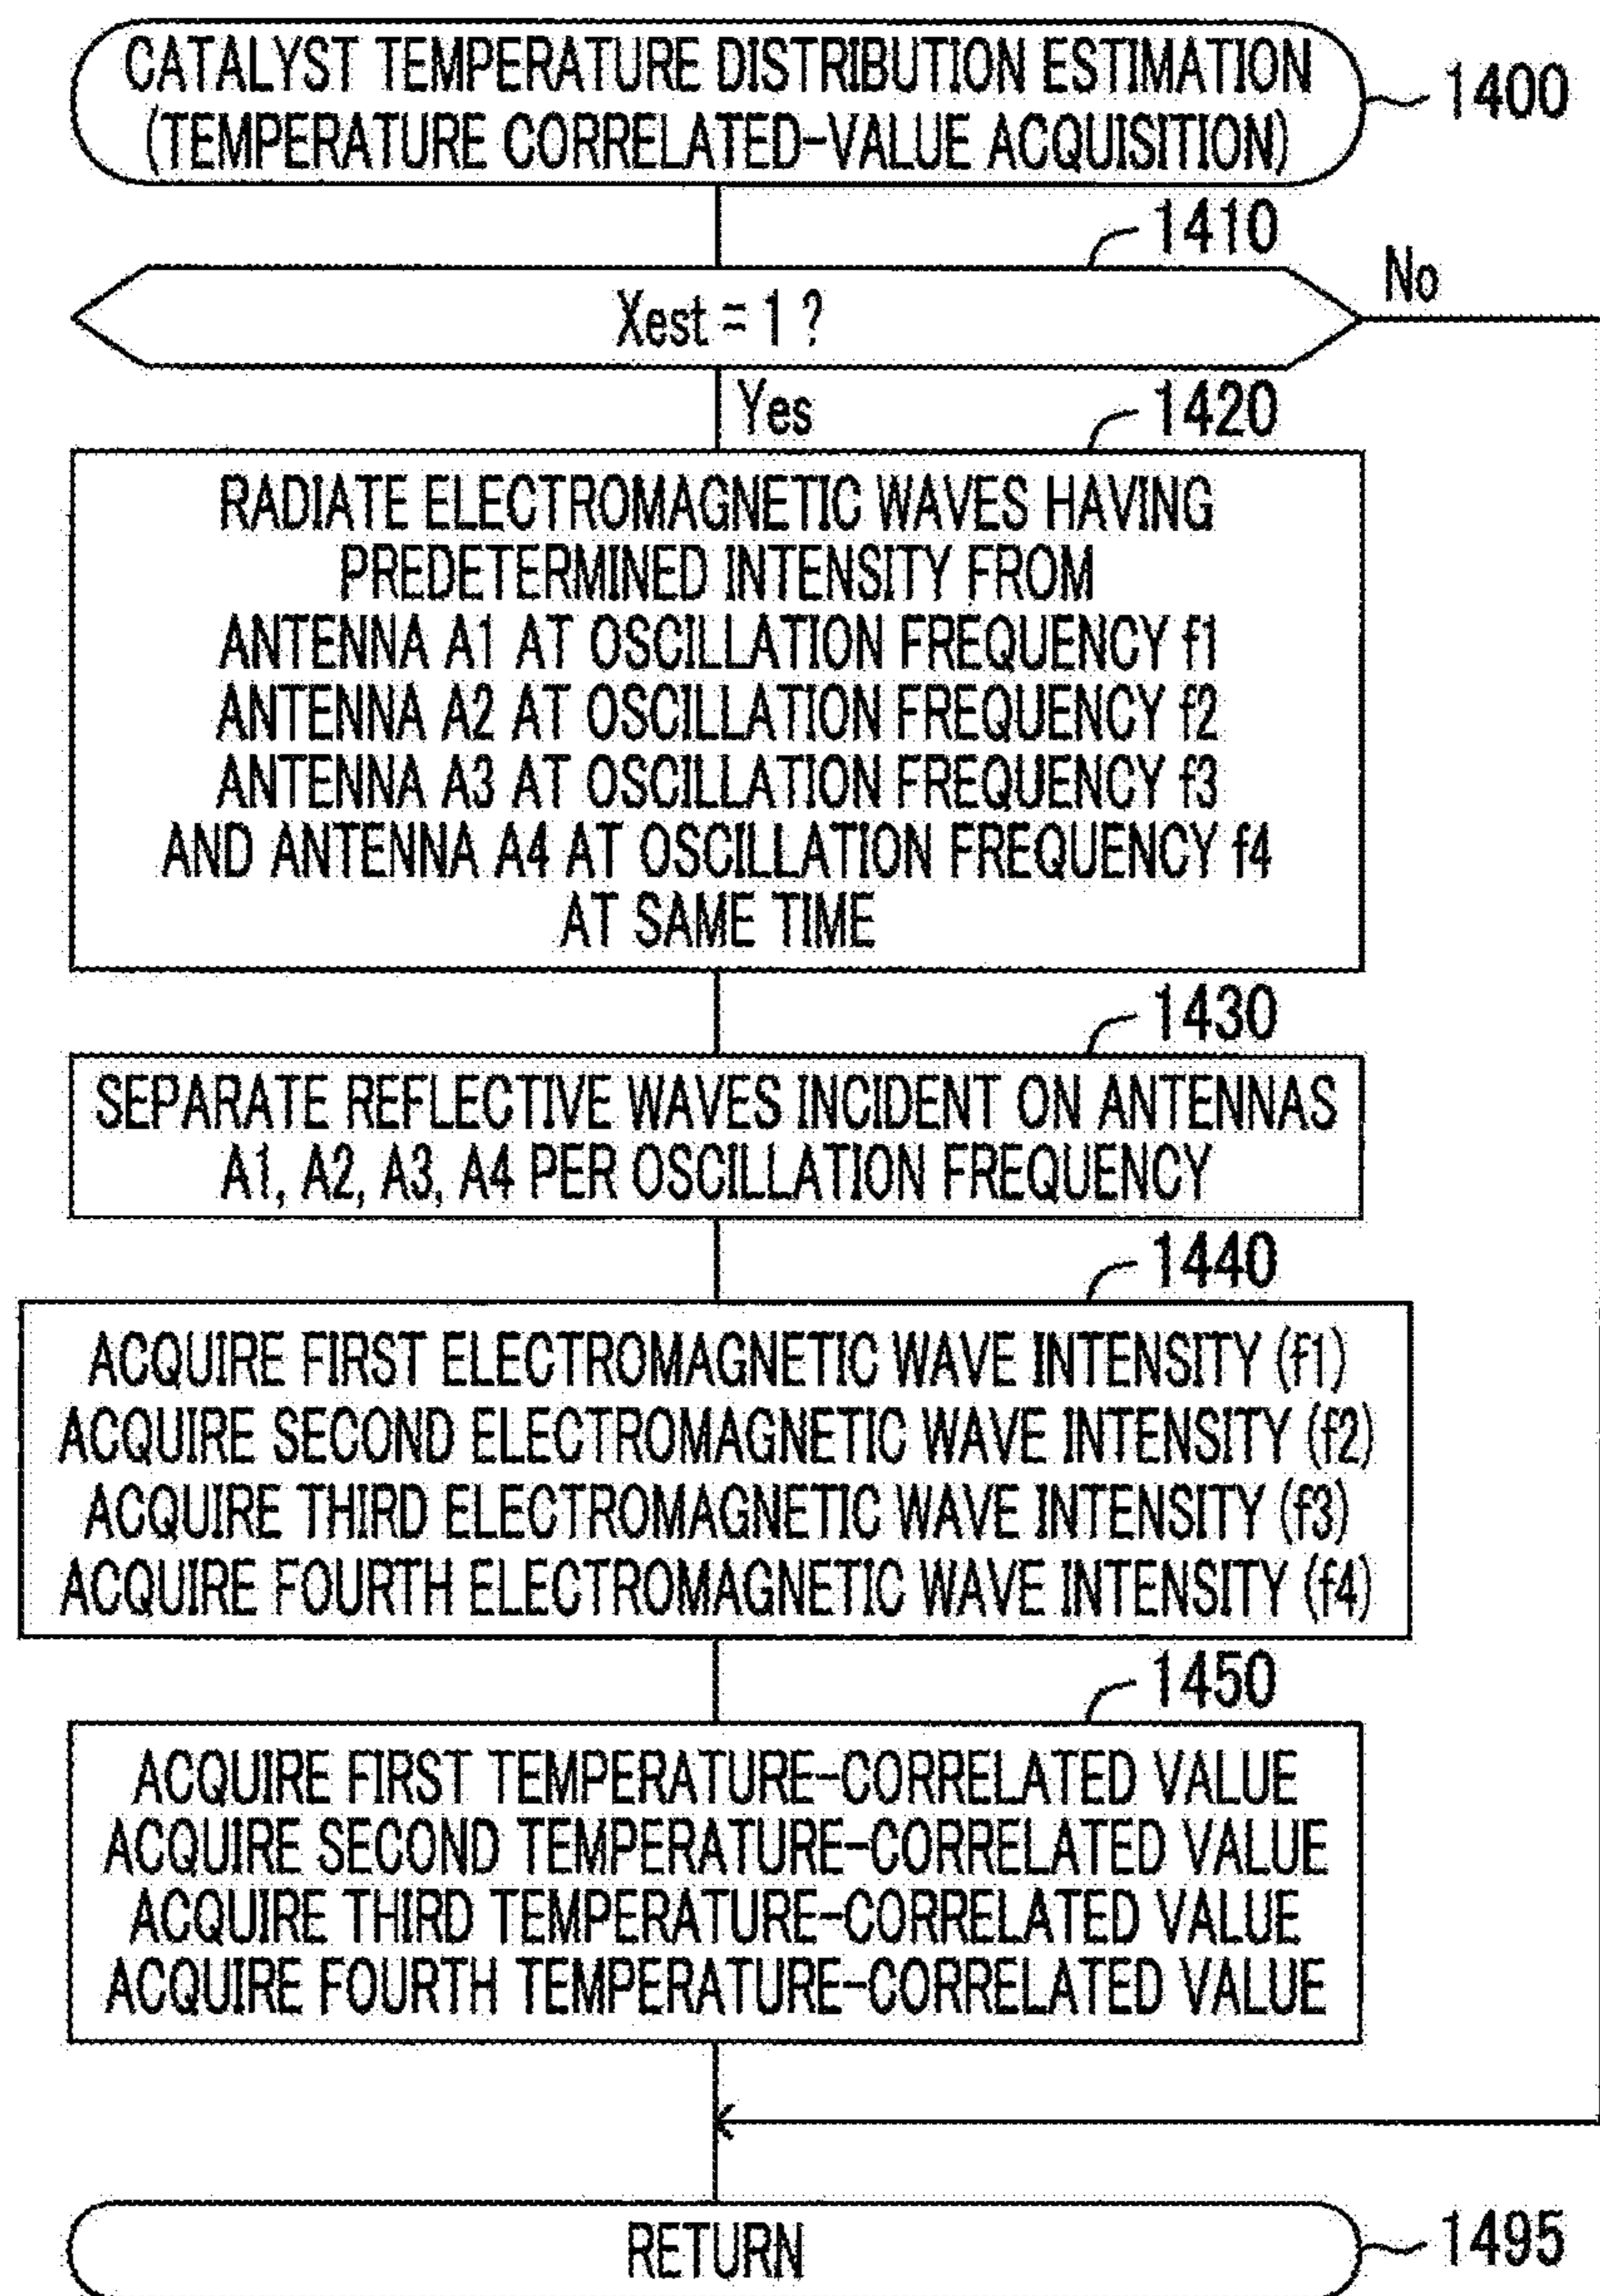 CATALYST TEMPERATURE DISTRIBUTION ESTIMATION
(TEMPERATURE CORRELATED-VALUE ACQUISITION)
1400
1410
Xest = 1 ?
No
Yes
1420
RADIATE ELECTROMAGNETIC WAVES HAVING
PREDETERMINED INTENSITY FROM
ANTENNA A1 AT OSCILLATION FREQUENCY f1
ANTENNA A2 AT OSCILLATION FREQUENCY f2
ANTENNA A3 AT OSCILLATION FREQUENCY f3
AND ANTENNA A4 AT OSCILLATION FREQUENCY f4
AT SAME TIME
1430
SEPARATE REFLECTIVE WAVES INCIDENT ON ANTENNAS
A1, A2, A3, A4 PER OSCILLATION FREQUENCY
1440
ACQUIRE FIRST ELECTROMAGNETIC WAVE INTENSITY (f1)
ACQUIRE SECOND ELECTROMAGNETIC WAVE INTENSITY (f2)
ACQUIRE THIRD ELECTROMAGNETIC WAVE INTENSITY (f3)
ACQUIRE FOURTH ELECTROMAGNETIC WAVE INTENSITY (f4)
1450
ACQUIRE FIRST TEMPERATURE-CORRELATED VALUE
ACQUIRE SECOND TEMPERATURE-CORRELATED VALUE
ACQUIRE THIRD TEMPERATURE-CORRELATED VALUE
ACQUIRE FOURTH TEMPERATURE-CORRELATED VALUE
RETURN
1495